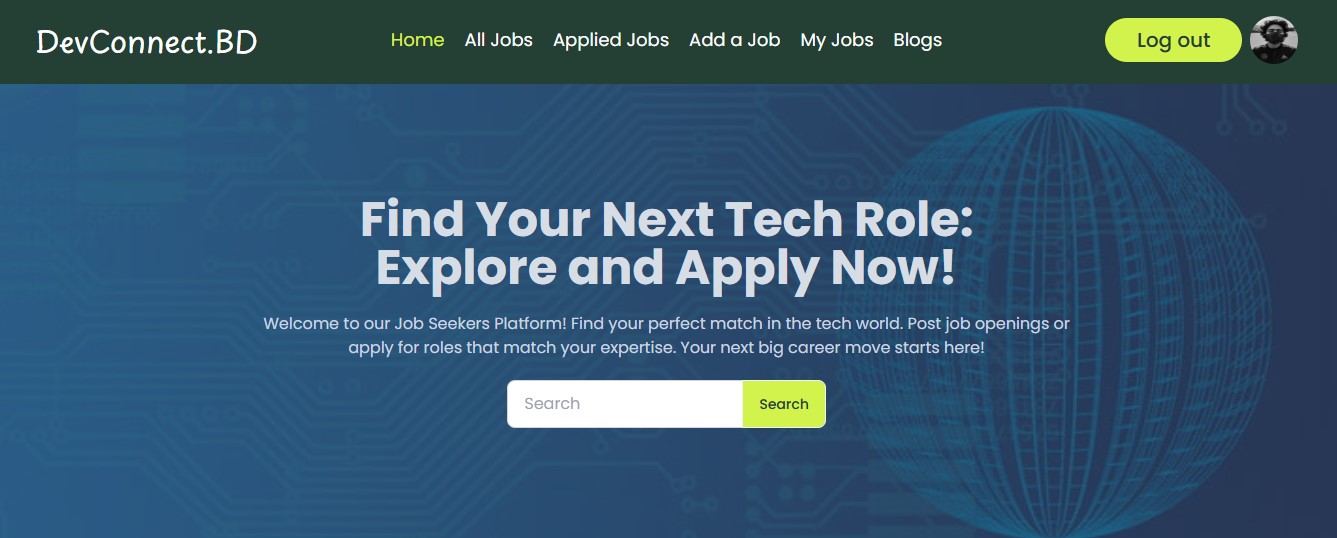 DevConnect.BD
Home All Jobs Applied Jobs Add a Job My Jobs Blogs
Log out
Find Your Next Tech Role:
Explore and Apply Now!
Welcome to our Job Seekers Platform! Find your perfect match in the tech world. Post job openings or
apply for roles that match your expertise. Your next big career move starts here!
Search
Search